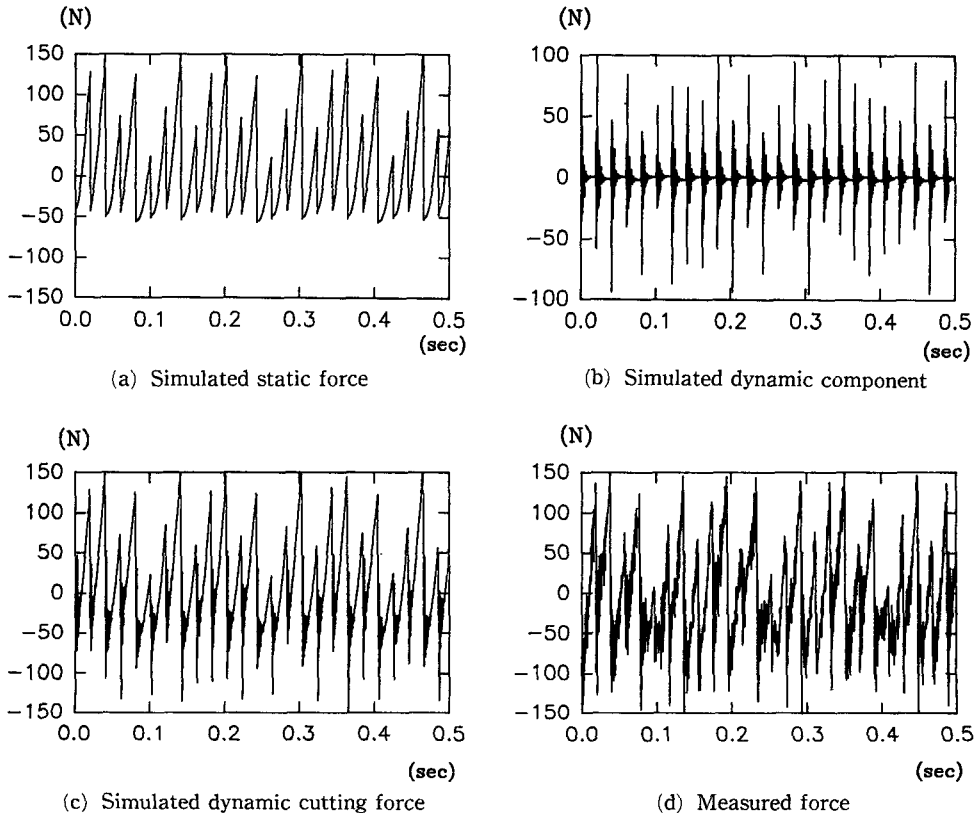 (N)
150
100
50
0
−50
−100
−150
0.0 0.1 0.2 0.3 0.4 0.5
(sec)
(a) Simulated static force
(N)
100
50
0
−50
−100
0.0 0.1 0.2 0.3 0.4 0.5
(sec)
(b) Simulated dynamic component
(N)
150
100
50
0
−50
−100
−150
0.0 0.1 0.2 0.3 0.4 0.5
(sec)
(c) Simulated dynamic cutting force
(N)
150
100
50
0
−50
−100
−150
0.0 0.1 0.2 0.3 0.4 0.5
(sec)
(d) Measured force